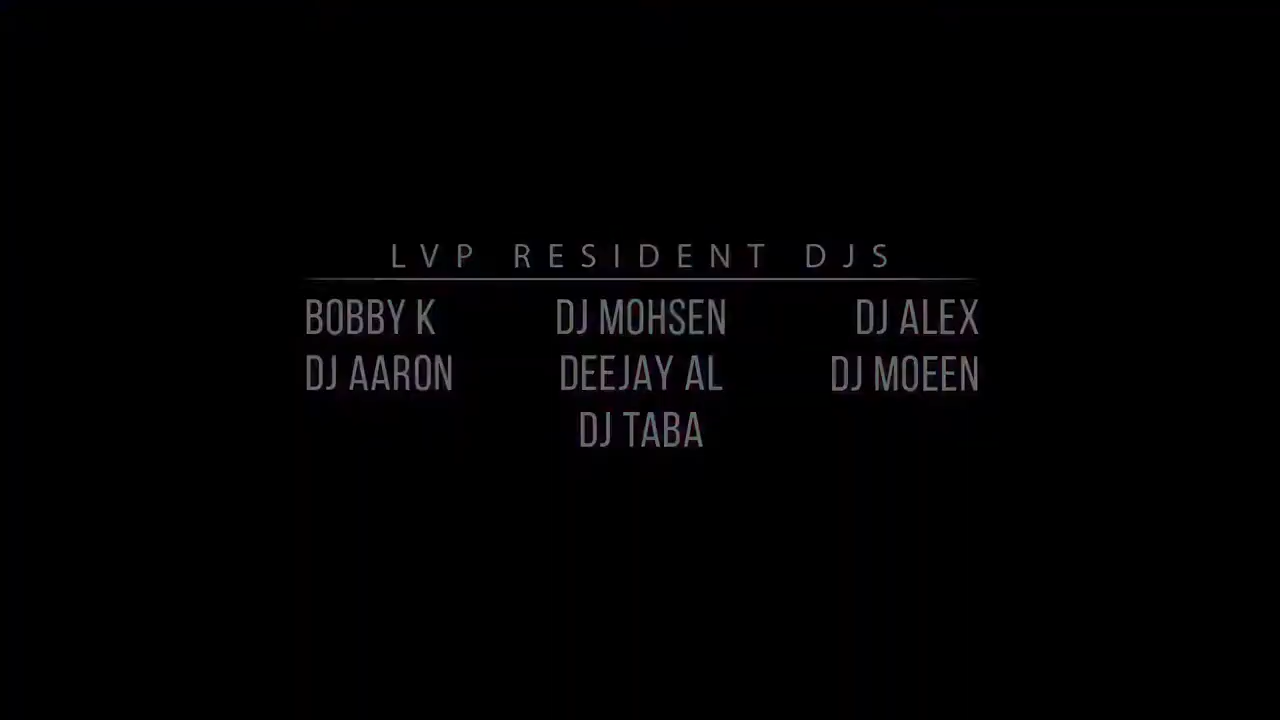 LVP RESIDENT DJS
BOBBY K DJ MOHSEN DJ ALEX
DJ AARON DEEJAY AL DJ MOEEN
DJ TABA